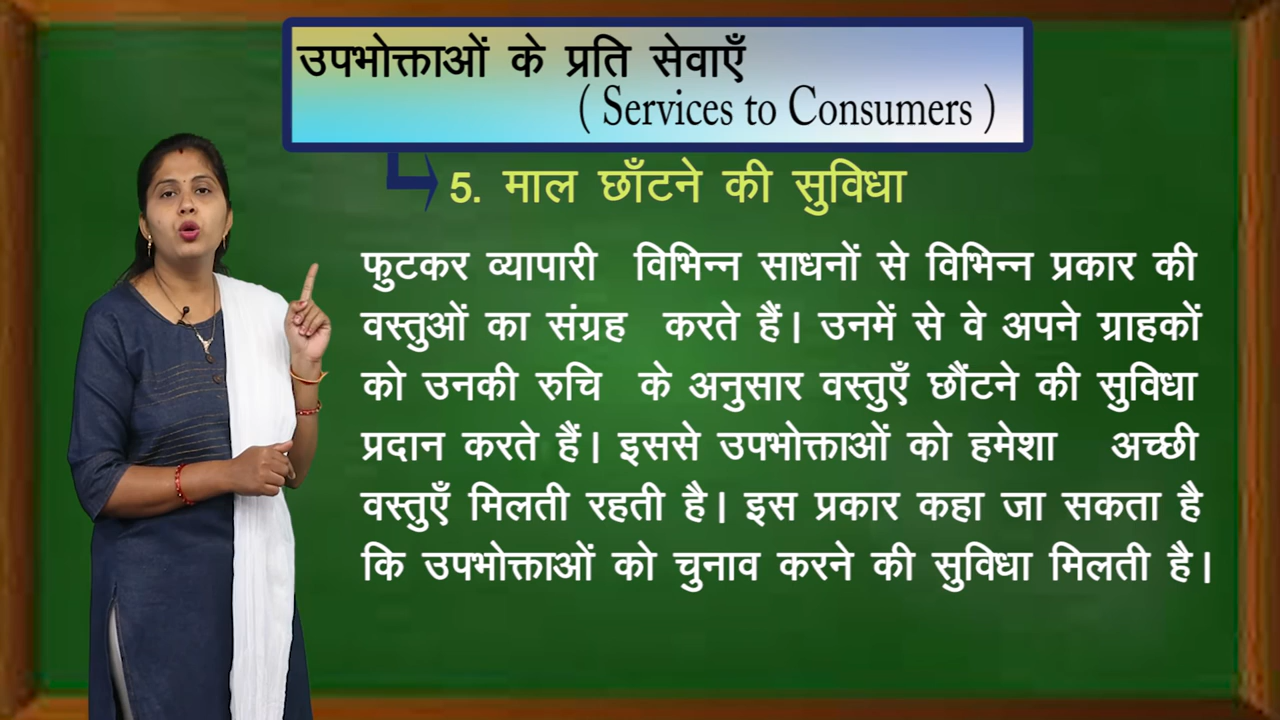 उपभोक्ताओं के प्रति सेवाएँ
( Services to Consumers )
5. माल छाँटने की सुविधा
फुटकर व्यापारी विभिन्न साधनों से विभिन्न प्रकार की
वस्तुओं का संग्रह करते हैं। उनमें से वे अपने ग्राहकों
को उनकी रुचि के अनुसार वस्तुएँ छौंटने की सुविधा
प्रदान करते हैं। इससे उपभोक्ताओं को हमेशा अच्छी
वस्तुएँ मिलती रहती है। इस प्रकार कहा जा सकता है
कि उपभोक्ताओं को चुनाव करने की सुविधा मिलती है।